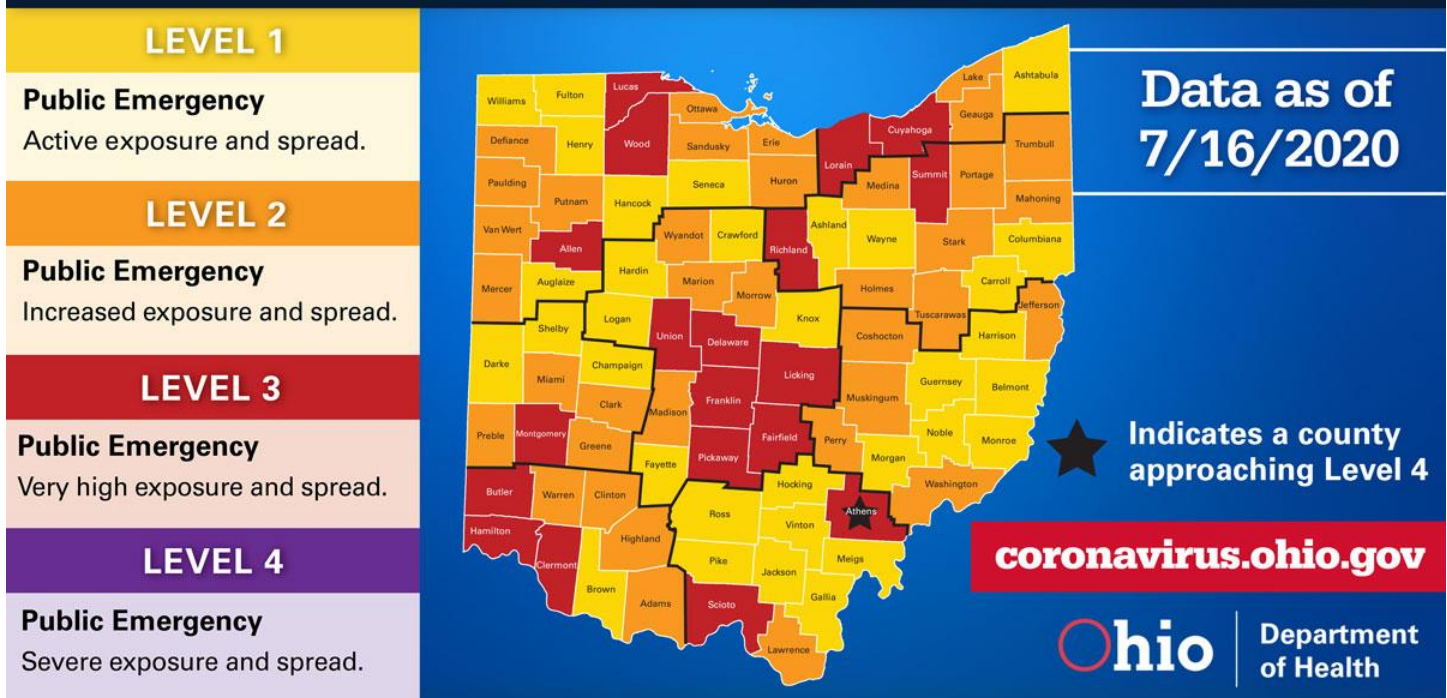 LEVEL 1
Public Emergency
Active exposure and spread.
LEVEL 2
Public Emergency
Increased exposure and spread.
LEVEL 3
Public Emergency
Very high exposure and spread.
LEVEL 4
Public Emergency
Severe exposure and spread.
Williams
Fulton
Lucas
Ottawa
Lake
Ashtabula
Defiance
Henry
Wood
Sandusky
Erie
Cuyahoga
Geauga
Trumbull
Paulding
Putnam
Hancock
Seneca
Huron
Lorain
Medina
Summit
Portage
Mahoning
Van Wert
Allen
Wyandot
Crawford
Richland
Ashland
Wayne
Stark
Columbiana
Mercer
Auglaize
Hardin
Marion
Morrow
Knox
Holmes
Tuscarawas
Carroll
Jefferson
Shelby
Logan
Union
Delaware
Licking
Coshocton
Harrison
Darke
Miami
Champaign
Clark
Madison
Franklin
Muskingum
Guernsey
Belmont
Preble
Montgomery
Greene
Fayette
Pickaway
Fairfield
Perry
Morgan
Noble
Monroe
Butler
Warren
Clinton
Ross
Hocking
Athens
Washington
Hamilton
Clermont
Brown
Highland
Adams
Pike
Vinton
Jackson
Meigs
Gallia
Scioto
Lawrence
Data as of
7/16/2020
Indicates a county
approaching Level 4
coronavirus.ohio.gov
Ohio
Department
of Health